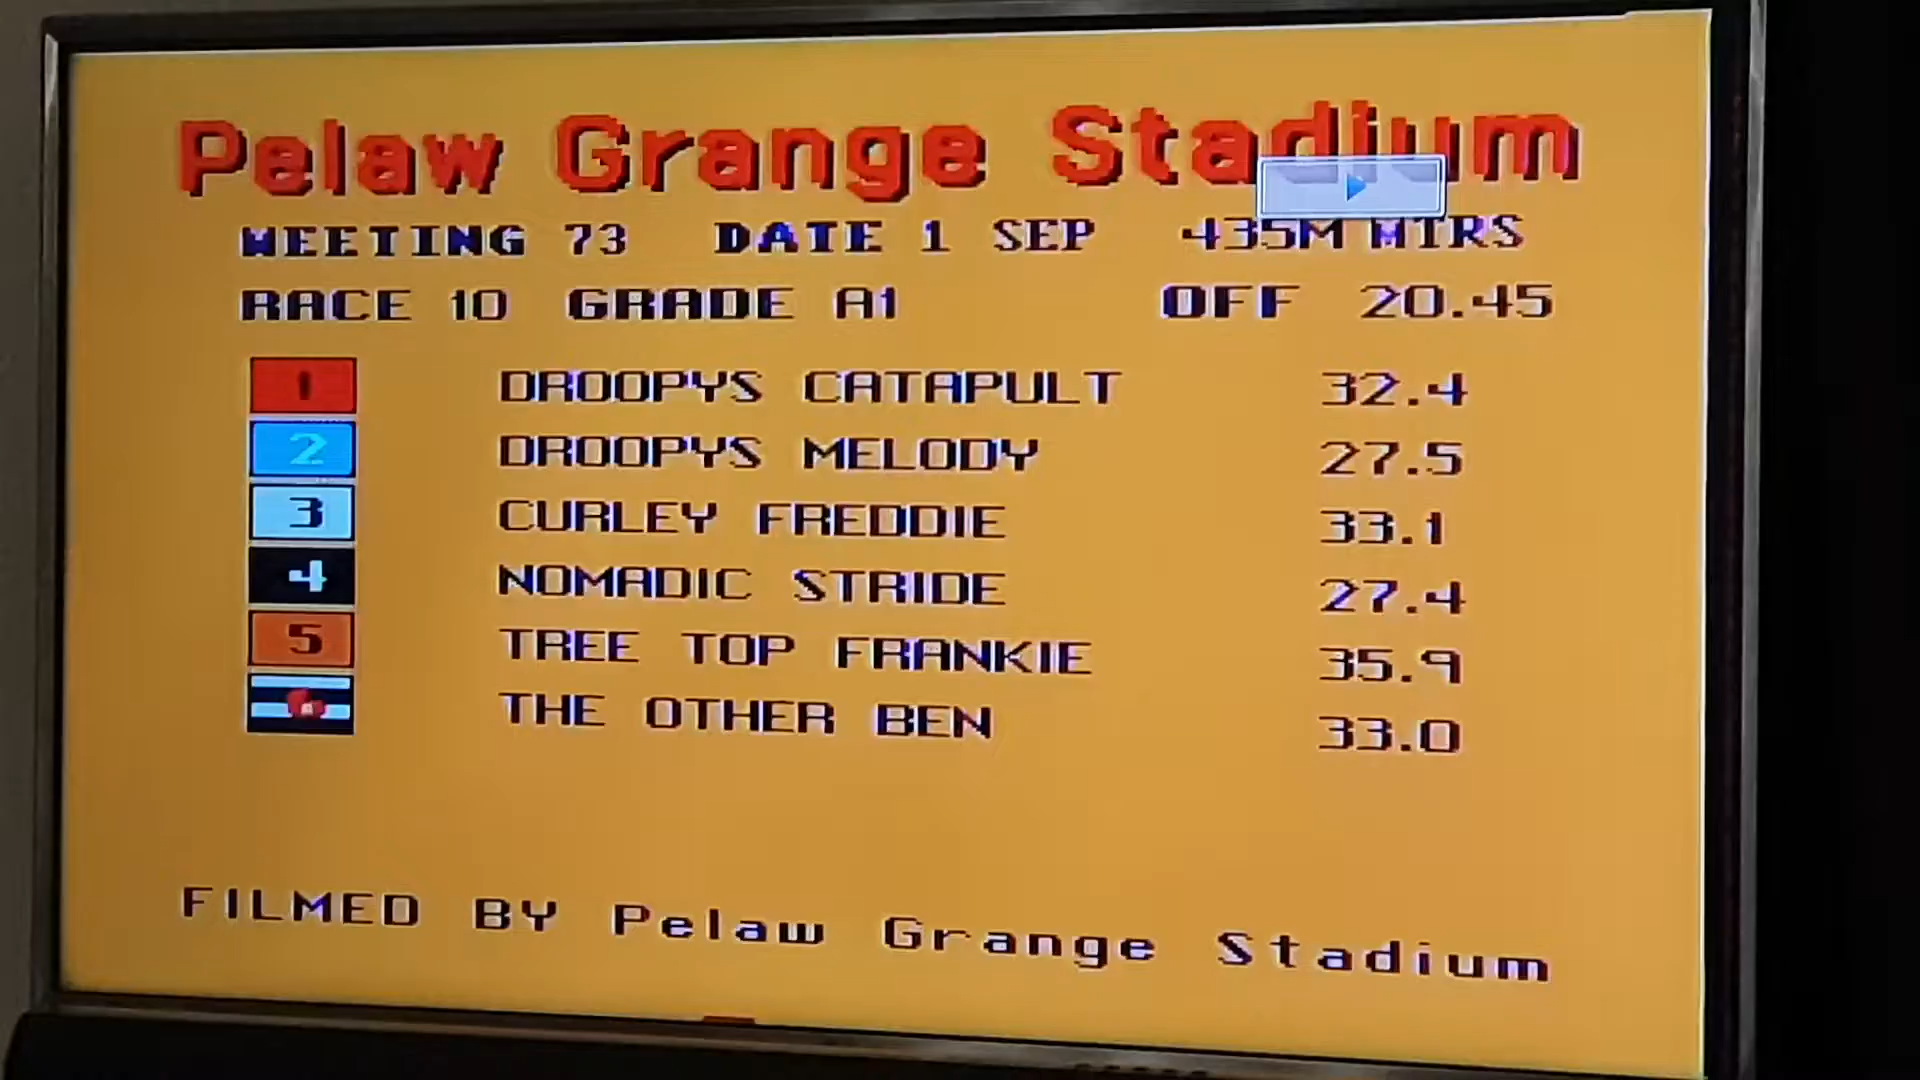 Pelaw Grange Stadium
MEETING 73 DATE 1 SEP 435M MTRS
RACE 10 GRADE A1 OFF 20.45
1 DROOPYS CATAPULT 32.4
2 DROOPYS MELODY 27.5
3 CURLEY FREDDIE 33.1
4 NOMADIC STRIDE 27.4
5 TREE TOP FRANKIE 35.9
THE OTHER BEN 33.0
FILMED BY Pelaw Grange Stadium